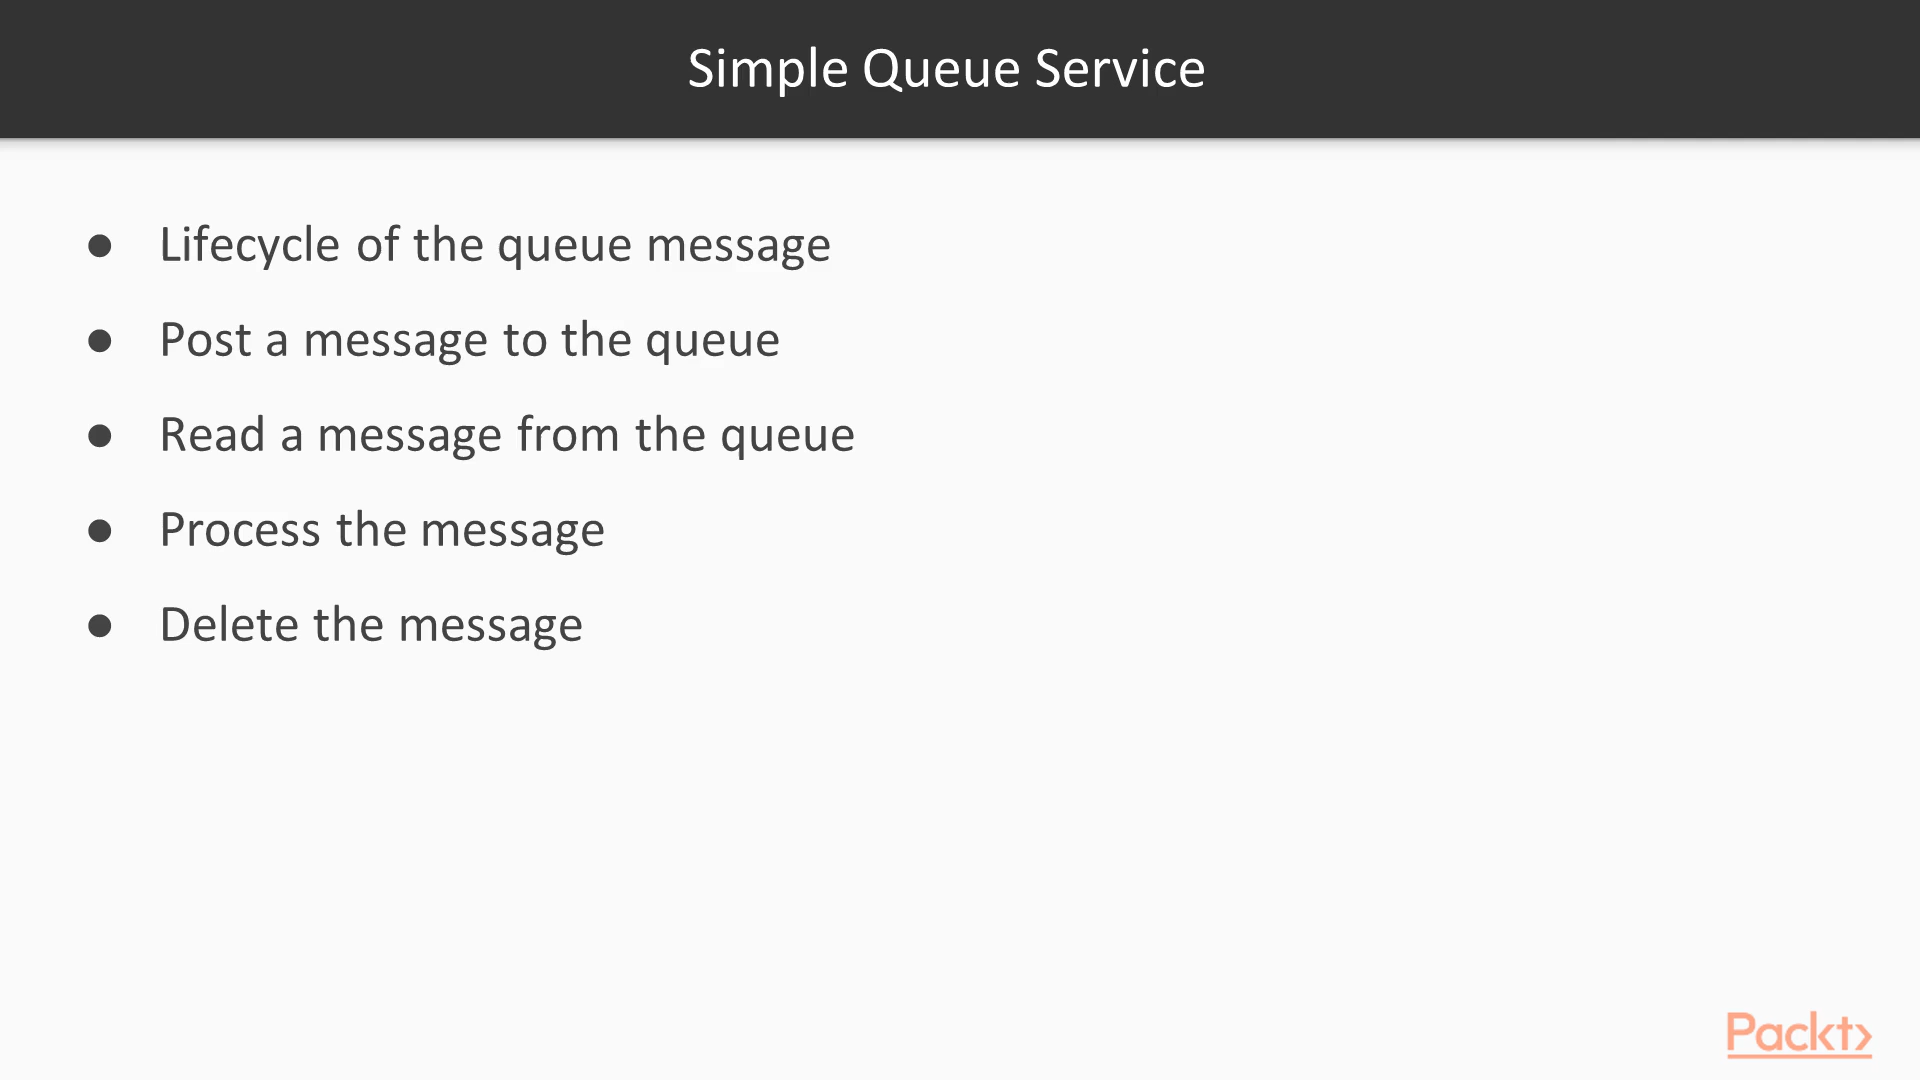 Simple Queue Service
● Lifecycle of the queue message
● Post a message to the queue
● Read a message from the queue
● Process the message
● Delete the message
Packt>